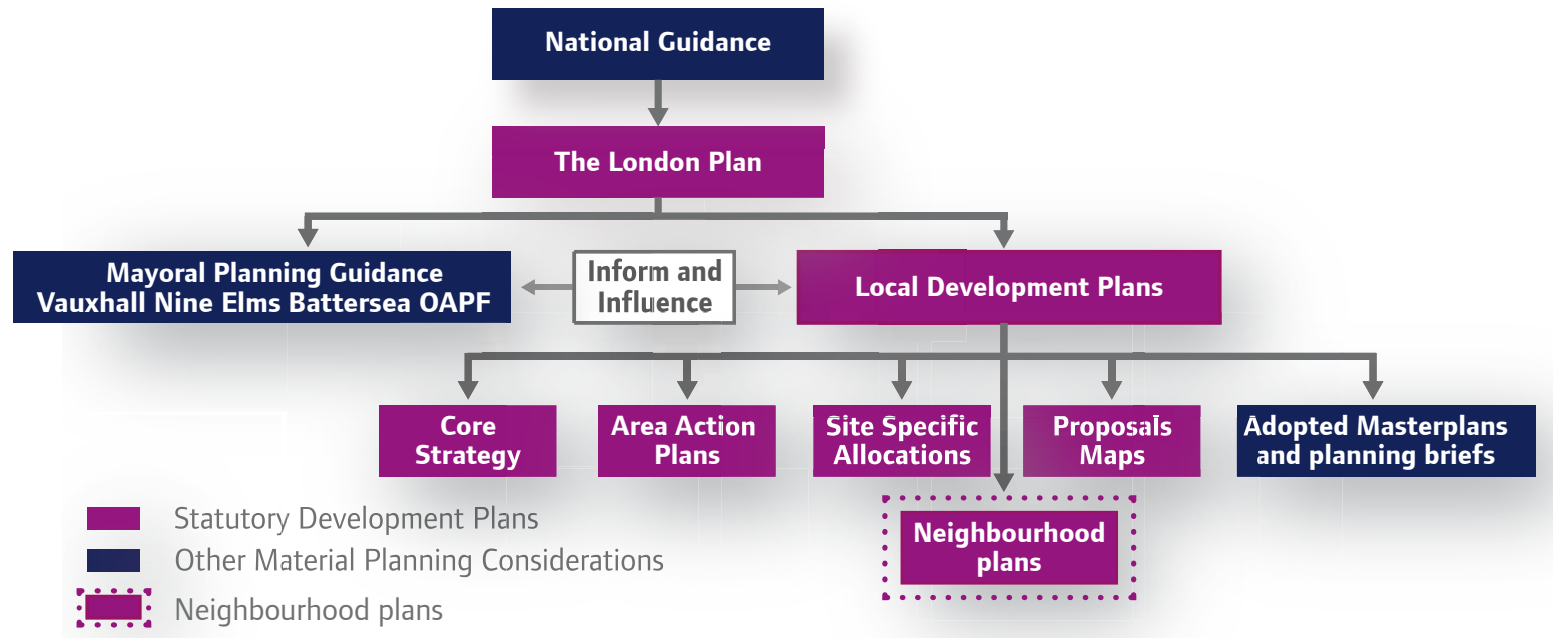 National Guidance
The London Plan
Mayoral Planning Guidance
Vauxhall Nine Elms Battersea OAPF
Inform and
Influence
Local Development Plans
Core
Strategy
Area Action
Plans
Site Specific
Allocations
Proposals
Maps
Adopted Masterplans
and planning briefs
Neighbourhood
plans
Statutory Development Plans
Other Material Planning Considerations
Neighbourhood plans